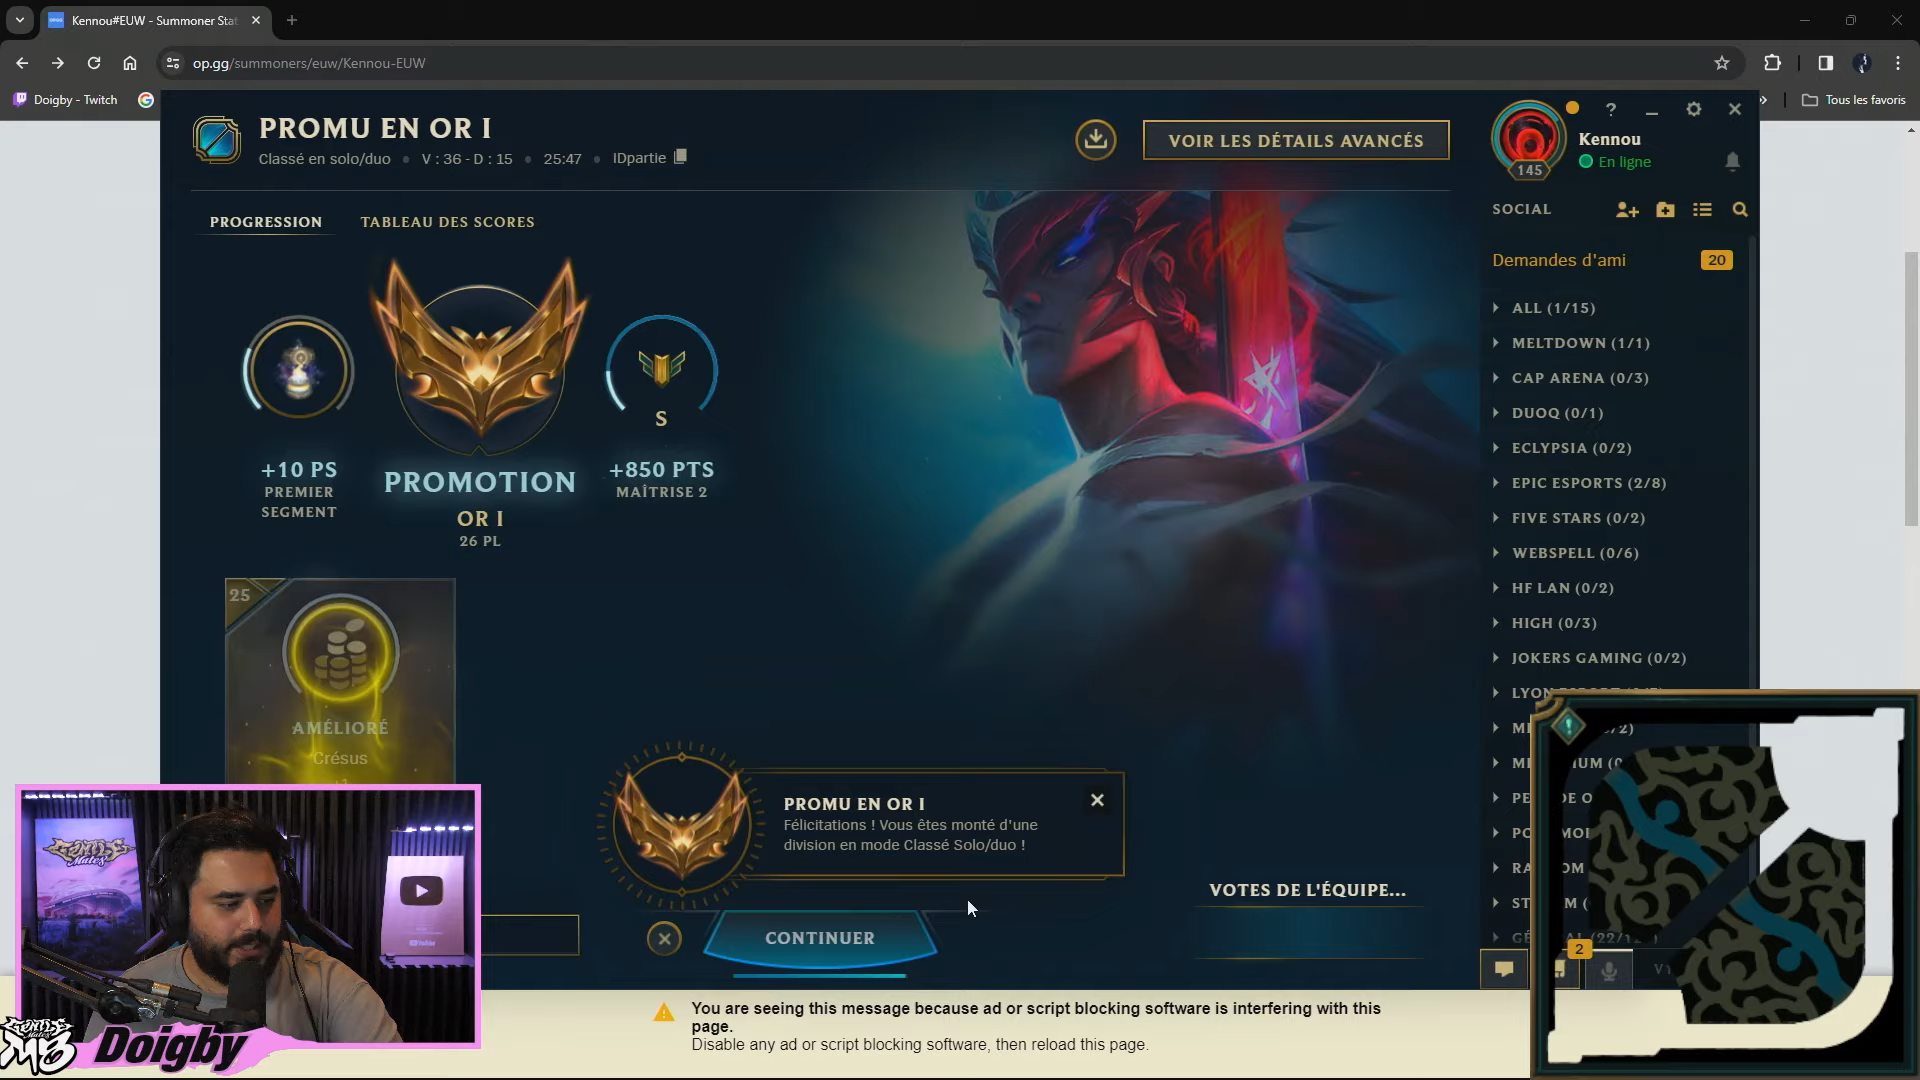 Kennou#EUW - Summoner Stat
op.gg/summoners/euw/Kennou-EUW
Doigby - Twitch
Tous les favoris
PROMU EN OR I
Classé en solo/duo • V : 36 - D : 15 • 25:47 • IDpartie
VOIR LES DÉTAILS AVANCÉS
145
Kennou
En ligne
PROGRESSION
TABLEAU DES SCORES
SOCIAL
Demandes d'ami
20
ALL (1/15)
MELTDOWN (1/1)
CAP ARENA (0/3)
DUOQ (0/1)
ECLYPSIA (0/2)
EPIC ESPORTS (2/8)
FIVE STARS (0/2)
WEBSPELL (0/6)
HF LAN (0/2)
HIGH (0/3)
JOKERS GAMING (0/2)
S
+10 PS
PREMIER
SEGMENT
PROMOTION
OR I
26 PL
+850 PTS
MAÎTRISE 2
25
AMÉLIORÉ
Crésus
+1
PROMU EN OR I
Félicitations ! Vous êtes monté d'une
division en mode Classé Solo/duo !
VOTES DE L'ÉQUIPE...
CONTINUER
2
You are seeing this message because ad or script blocking software is interfering with this
page.
Disable any ad or script blocking software, then reload this page.
GENTLE
Mates
YouTube
GENTLE
Mates
M8
Doigby